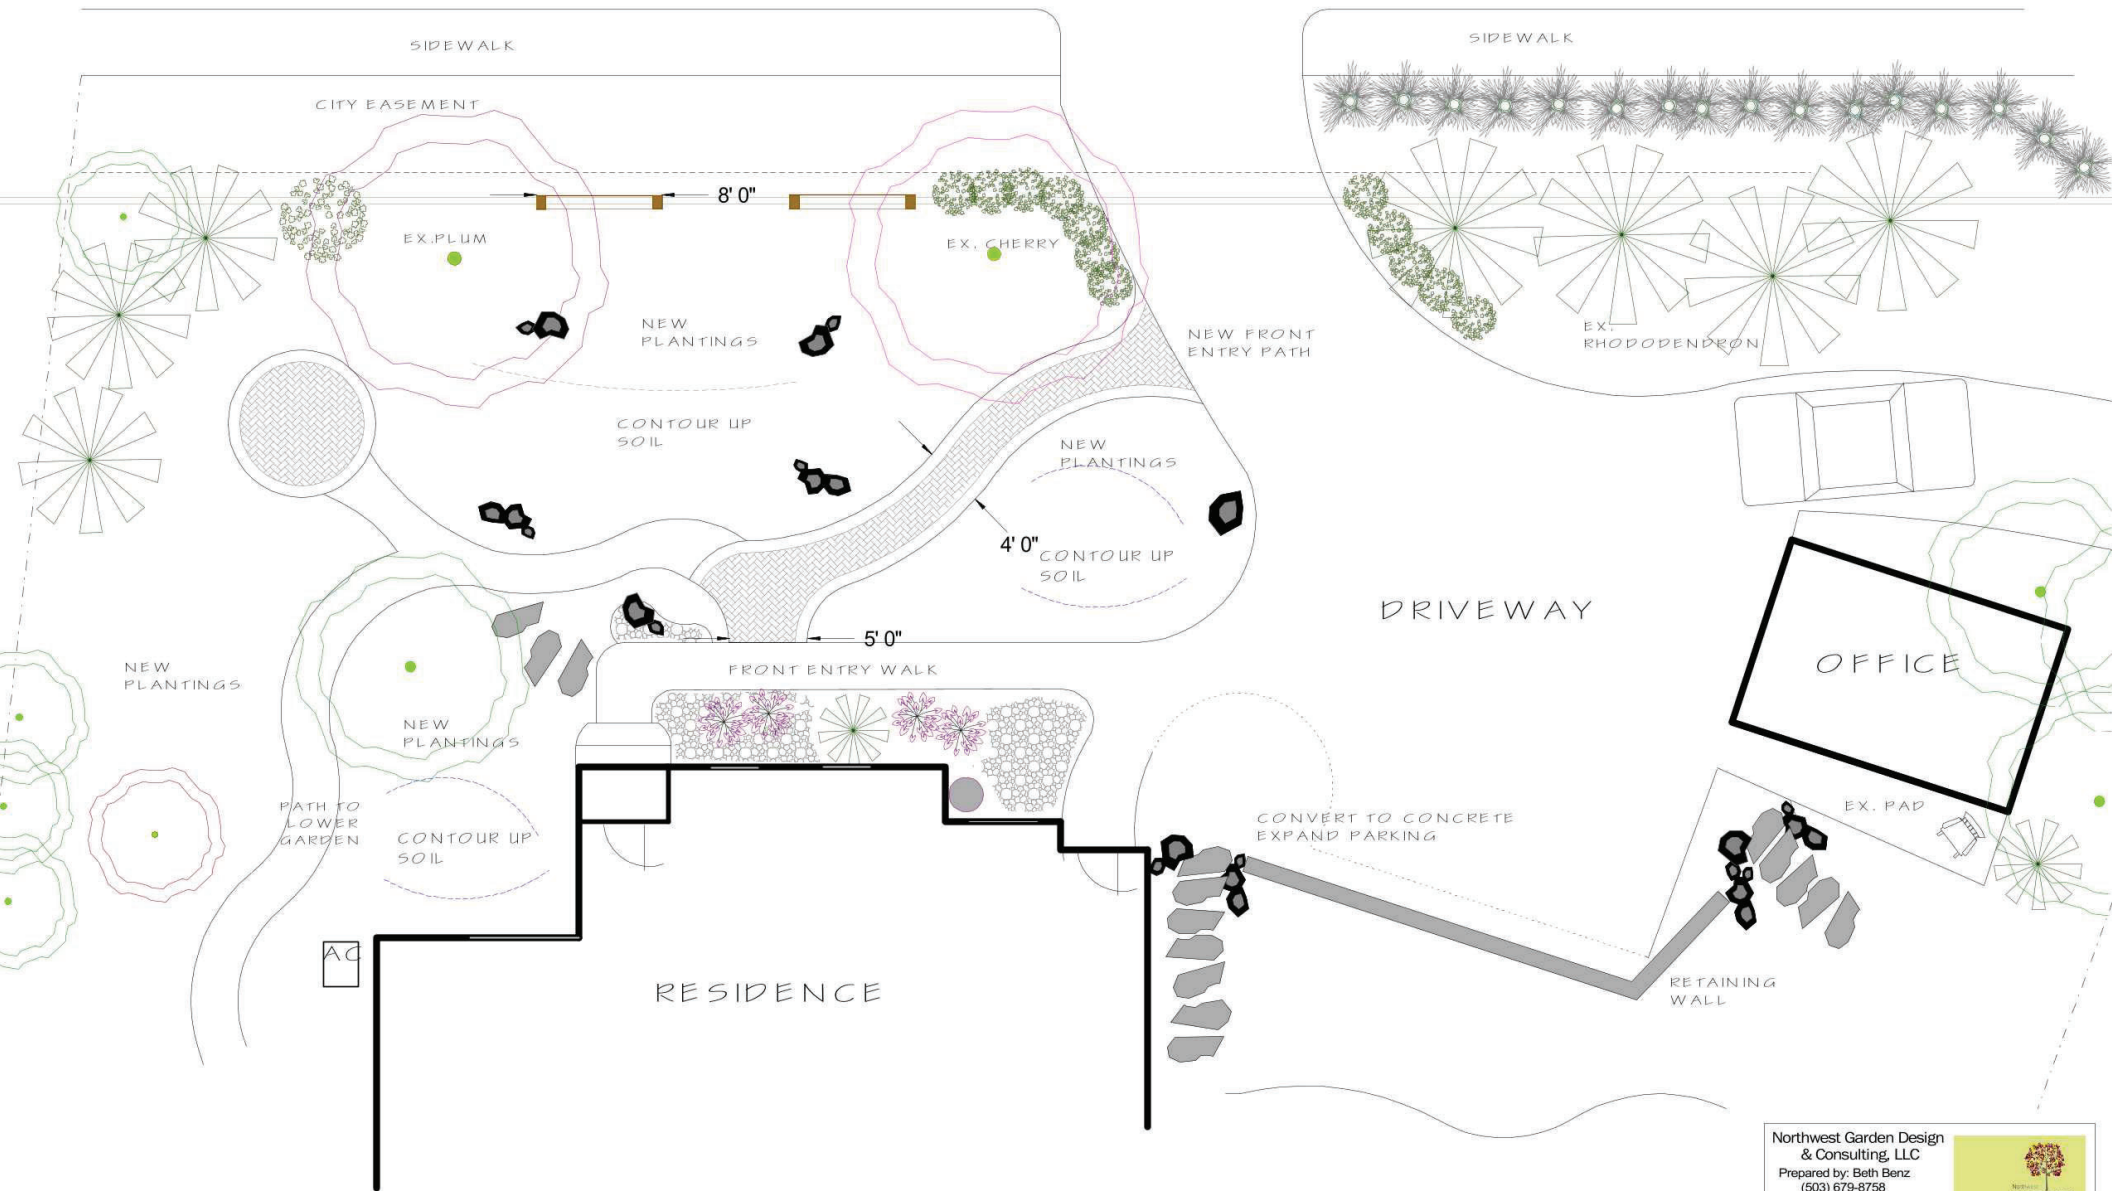 SIDEWALK
SIDEWALK
CITY EASEMENT
8' 0"
EX.PLUM
EX. CHERRY
NEW
PLANTINGS
NEW FRONT
ENTRY PATH
EX.
RHODODENDRON
CONTOUR UP
SOIL
NEW
PLANTINGS
4' 0"
CONTOUR UP
SOIL
DRIVEWAY
5' 0"
OFFICE
FRONT ENTRY WALK
NEW
PLANTINGS
NEW
PLANTINGS
PATH TO
LOWER
GARDEN
CONTOUR UP
SOIL
CONVERT TO CONCRETE
EXPAND PARKING
EX. PAD
AC
RESIDENCE
RETAINING
WALL
Northwest Garden Design
& Consulting, LLC
Prepared by: Beth Benz
(503) 679-8758
Northwest